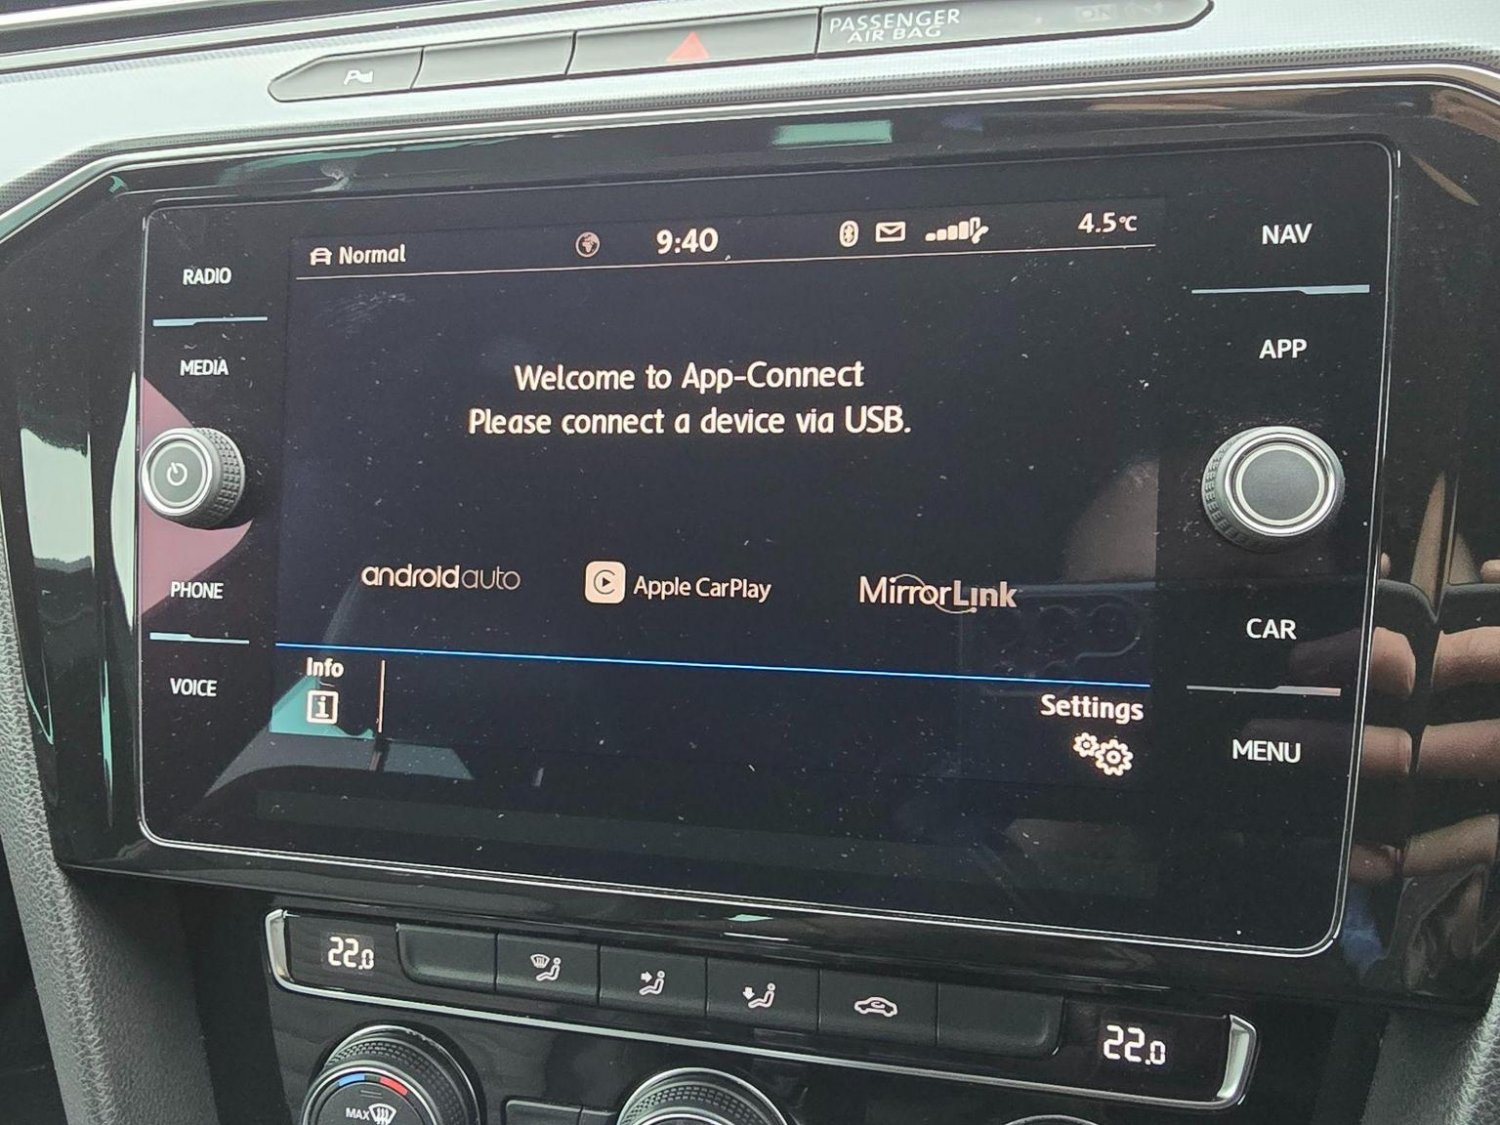 PASSENGER
AIR BAG
Normal
9:40
4.5°C
RADIO
MEDIA
PHONE
VOICE
NAV
APP
CAR
MENU
Welcome to App-Connect
Please connect a device via USB.
androidauto
Apple CarPlay
MirrorLink
Info
i
Settings
22.0
22.0
MAX